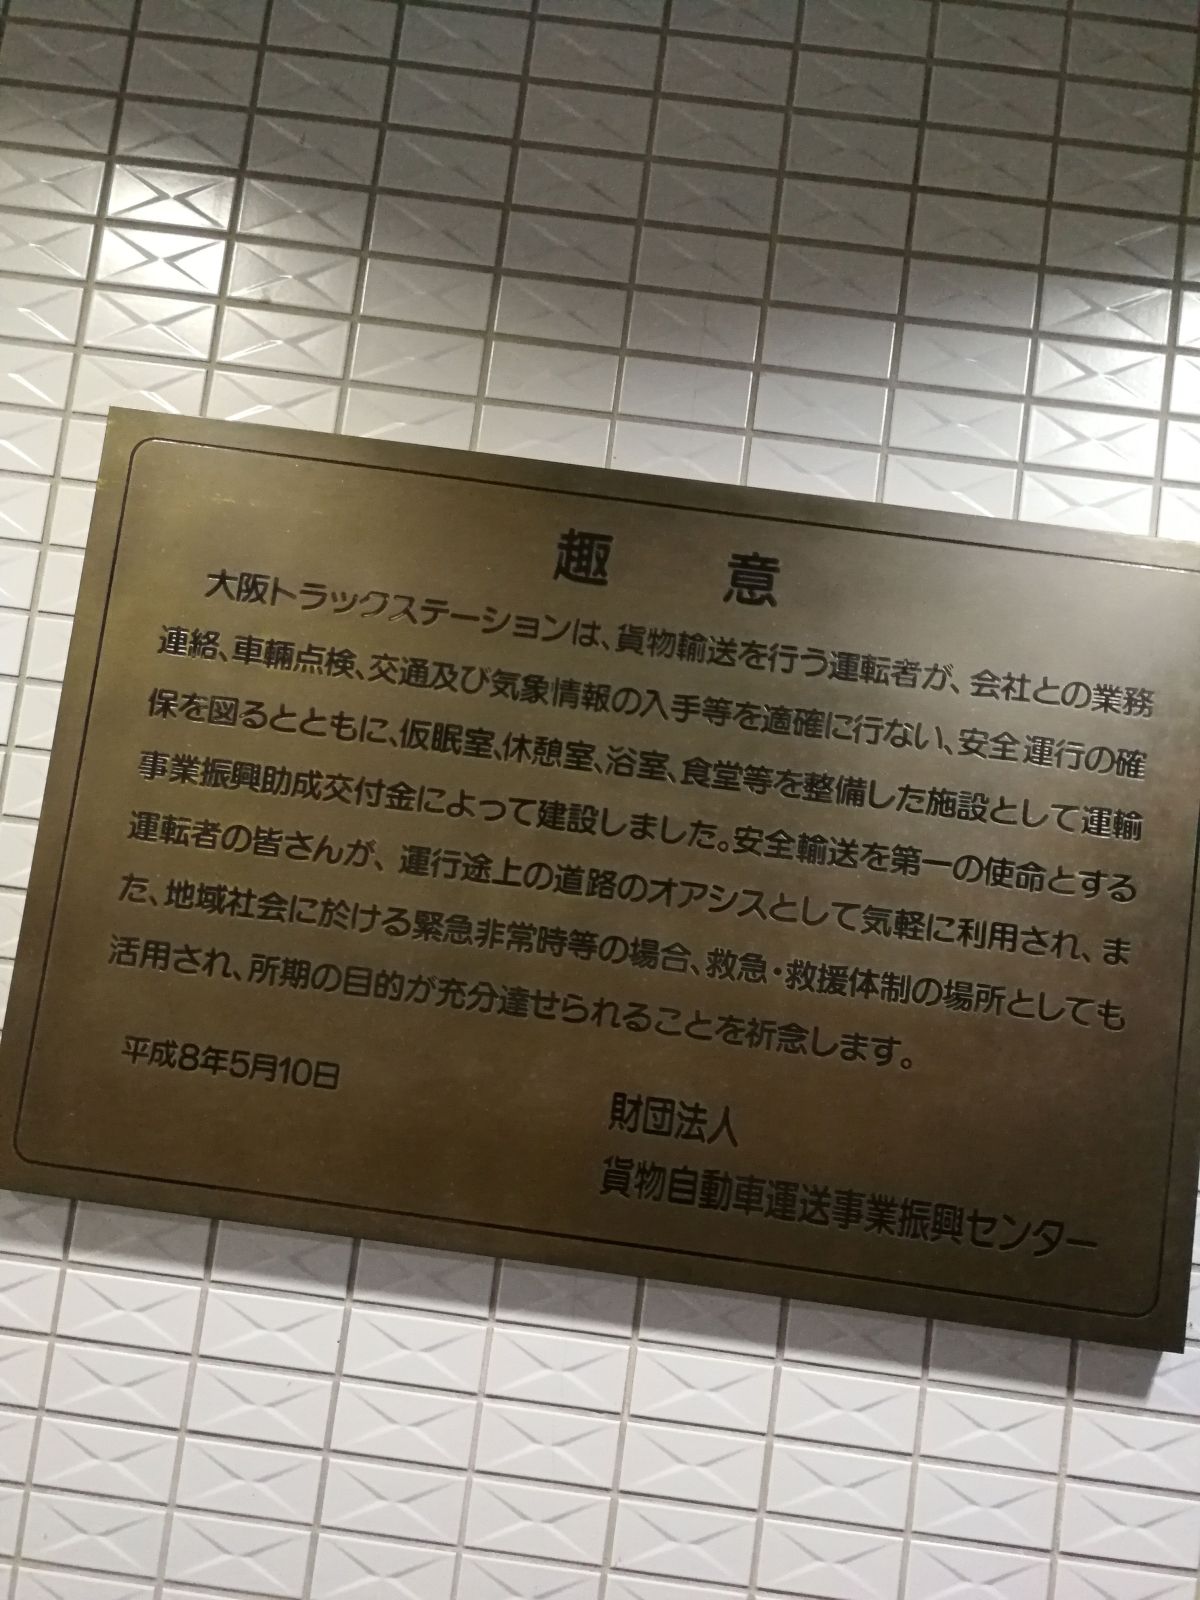 趣意
大阪トラックステーションは、貨物輸送を行う運転者が、会社との業務
連絡、車輛点検、交通及び気象情報の入手等を適確に行ない、安全運行の確
保を図るとともに、仮眠室、休憩室、浴室、食堂等を整備した施設として運輸
事業振興助成交付金によって建設しました。安全輸送を第一の使命とする
運転者の皆さんが、運行途上の道路のオアシスとして気軽に利用され、ま
た、地域社会に於ける緊急非常時等の場合、救急・救援体制の場所としても
活用され、所期の目的が充分達せられることを祈念します。
平成8年5月10日
財団法人
貨物自動車運送事業振興センター